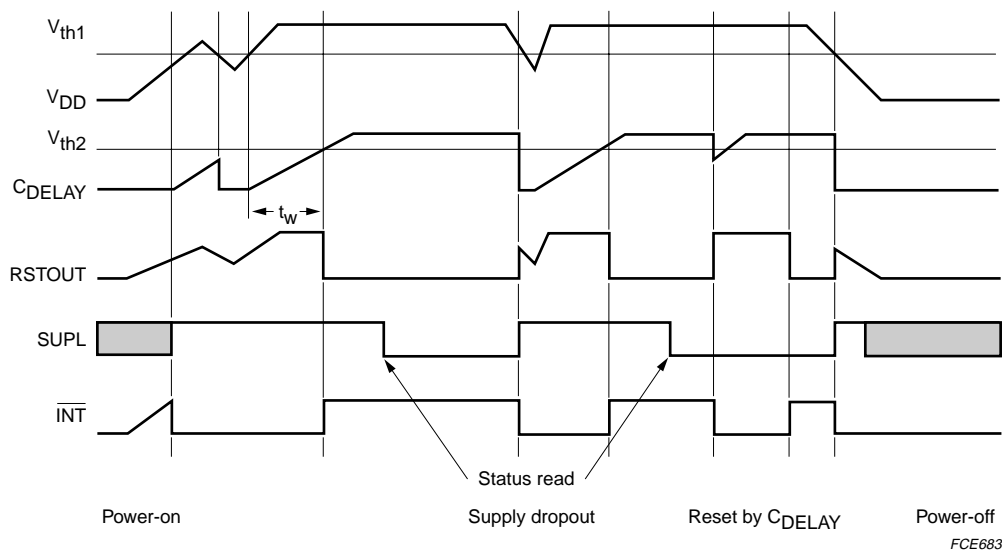 Vth1
VDD
Vth2
CDELAY
tw
RSTOUT
SUPL
INT
Status read
Power-on Supply dropout Reset by CDELAY Power-off
FCE683